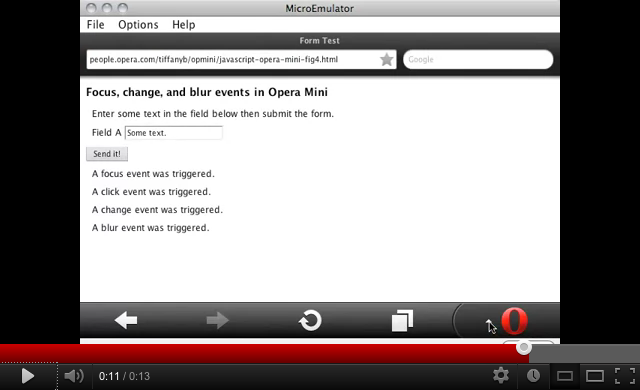 MicroEmulator
File Options Help
Form Test
people.opera.com/tiffanyb/opmini/javascript-opera-mini-fig4.html Google
Focus, change, and blur events in Opera Mini
Enter some text in the field below then submit the form.
Field A Some text.
Send it!
A focus event was triggered.
A click event was triggered.
A change event was triggered.
A blur event was triggered.
0:11 / 0:13